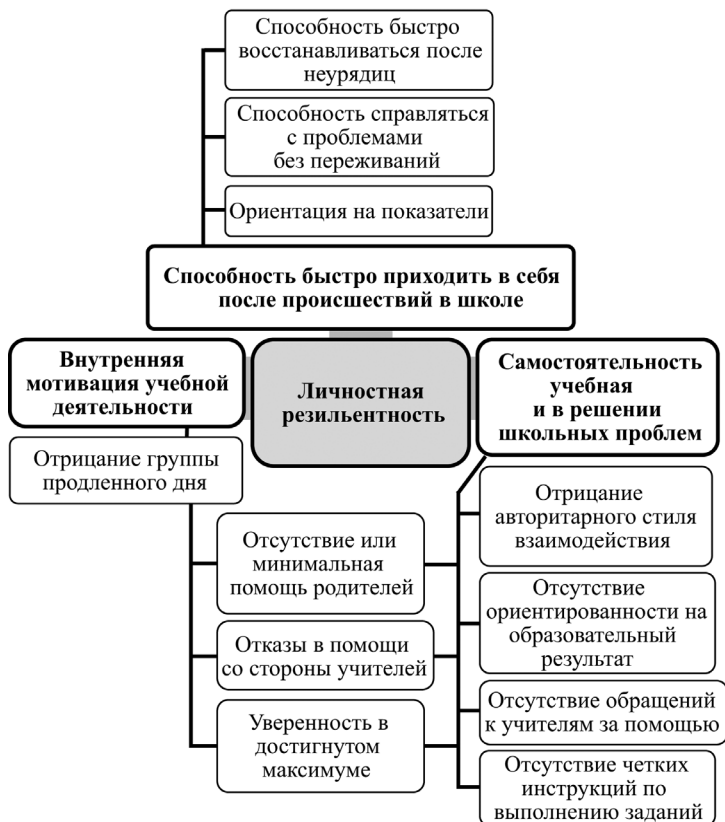 Способность быстро
восстанавливаться после
неурядиц
Способность справляться
с проблемами
без переживаний
Ориентация на показатели
Способность быстро приходить в себя
после происшествий в школе
Внутренняя
мотивация учебной
деятельности
Личностная
резильентность
Самостоятельность
учебная
и в решении
школьных проблем
Отрицание группы
продленного дня
Отсутствие или
минимальная
помощь родителей
Отказы в помощи
со стороны учителей
Уверенность в
достигнутом
максимуме
Отрицание
авторитарного стиля
взаимодействия
Отсутствие
ориентированности на
образовательный
результат
Отсутствие обращений
к учителям за помощью
Отсутствие четких
инструкций по
выполнению заданий